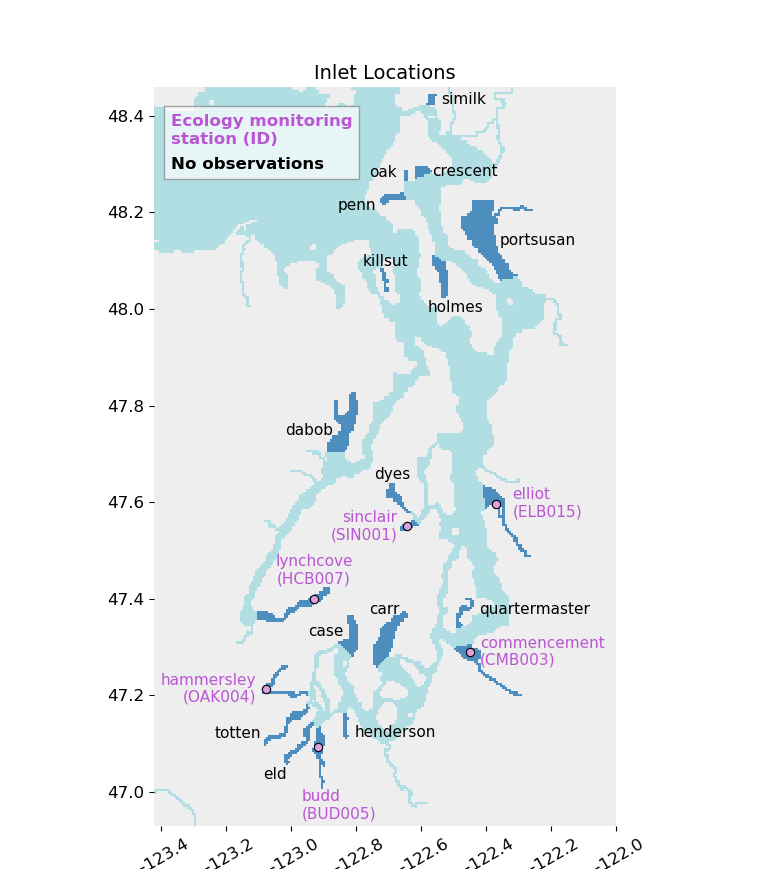 Inlet Locations
48.4
48.2
48.0
47.8
47.6
47.4
47.2
47.0
Ecology monitoring
station (ID)
No observations
similk
oak
crescent
penn
portsusan
killsut
holmes
dabob
dyes
elliot
(ELB015)
sinclair
(SIN001)
lynchcove
(HCB007)
carr
quartermaster
case
commencement
(CMB003)
hammersley
(OAK004)
totten
henderson
eld
budd
(BUD005)
-123.4
-123.2
-123.0
-122.8
-122.6
-122.4
-122.2
-122.0